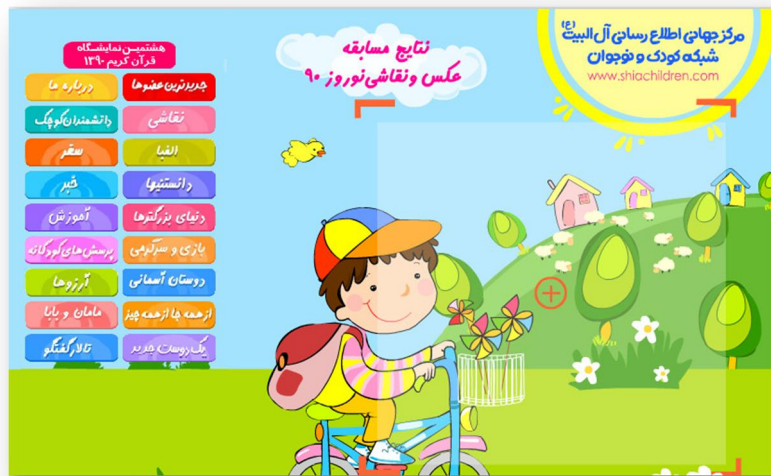 مرکز جهانی اطلاع رسانی آل البیت(ع)
شبکه کودک و نوجوان
www.shiachildren.com
نتایج مسابقه
عکس و نقاشی نوروز ۹۰
هشتمین نمایشگاه
قرآن کریم ۱۳۹۰
جدیدترین عضوها
درباره ما
نقاشی
دانشمندان کوچک
الفبا
سفر
دانستنیها
خبر
دنیای بزرگترها
آموزش
بازی و سرگرمی
پرسش های کودکانه
دوستان آسمانی
آرزوها
از همه جا از همه چیز
مامان و بابا
یک دوست جدید
تالار گفتگو